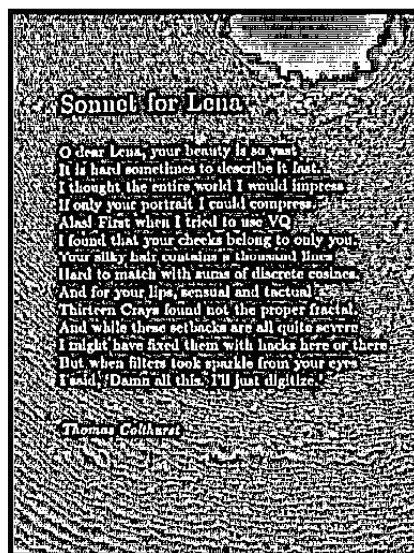 Sonnet for Lena
O dear Lena, your beauty is so vast
It is hard sometimes to describe it fast.
I thought the entire world I would impress
If only your portrait I could compress.
Alas! First when I tried to use VQ
I found that your cheeks belong to only you.
Your silky hair contains a thousand lines
Hard to match with sums of discrete cosines.
And for your lips, sensual and tactual
Thirteen Crays found not the proper fractal.
And while these setbacks are all quite severe
I might have fixed them with hacks here or there
But when filters took sparkle from your eyes
I said, 'Damn all this. I'll just digitize.'
Thomas Colthurst